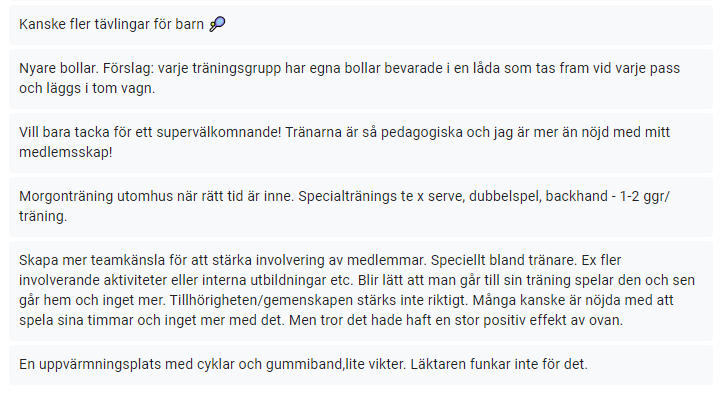 Kanske fler tävlingar för barn 🎾
Nyare bollar. Förslag: varje träningsgrupp har egna bollar bevarade i en låda som tas fram vid varje pass
och läggs i tom vagn.
Vill bara tacka för ett supervälkomnande! Tränarna är så pedagogiska och jag är mer än nöjd med mitt
medlemsskap!
Morgonträning utomhus när rätt tid är inne. Specialtränings te x serve, dubbelspel, backhand - 1-2 ggr/
träning.
Skapa mer teamkänsla för att stärka involvering av medlemmar. Speciellt bland tränare. Ex fler
involverande aktiviteter eller interna utbildningar etc. Blir lätt att man går till sin träning spelar den och sen
går hem och inget mer. Tillhörigheten/gemenskapen stärks inte riktigt. Många kanske är nöjda med att
spela sina timmar och inget mer med det. Men tror det hade haft en stor positiv effekt av ovan.
En uppvärmningsplats med cyklar och gummiband,lite vikter. Läktaren funkar inte för det.